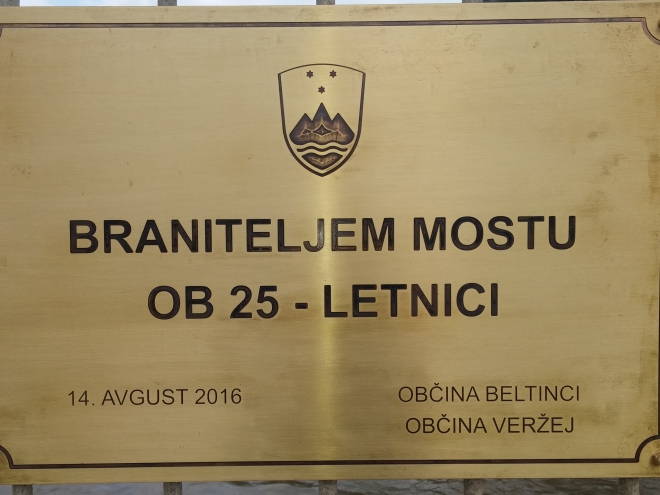 BRANITELJEM MOSTU
OB 25 - LETNICI
14. AVGUST 2016
OBČINA BELTINCI
OBČINA VERŽEJ